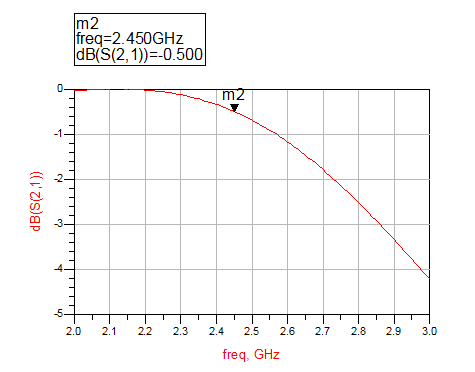 m2
freq=2.450GHz
dB(S(2,1))=-0.500
m2
0
-1
-2
-3
-4
-5
dB(S(2,1))
2.0 2.1 2.2 2.3 2.4 2.5 2.6 2.7 2.8 2.9 3.0
freq, GHz